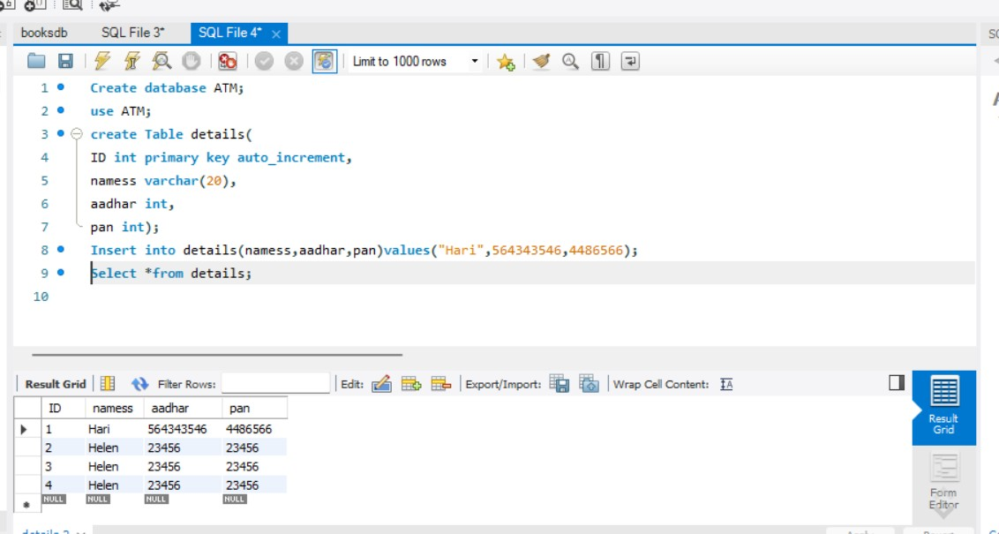 booksdb SQL File 3* SQL File 4* ×
Limit to 1000 rows
1 Create database ATM;
2 use ATM;
3 create Table details(
4 ID int primary key auto_increment,
5 namess varchar(20),
6 aadhar int,
7 pan int);
8 Insert into details(namess,aadhar,pan)values("Hari",564343546,4486566);
9 Select *from details;
10
Result Grid Filter Rows: Edit: Export/Import: Wrap Cell Content:
ID namess aadhar pan
1 Hari 564343546 4486566
2 Helen 23456 23456
3 Helen 23456 23456
4 Helen 23456 23456
NULL NULL NULL NULL
Result
Grid
Form
Editor